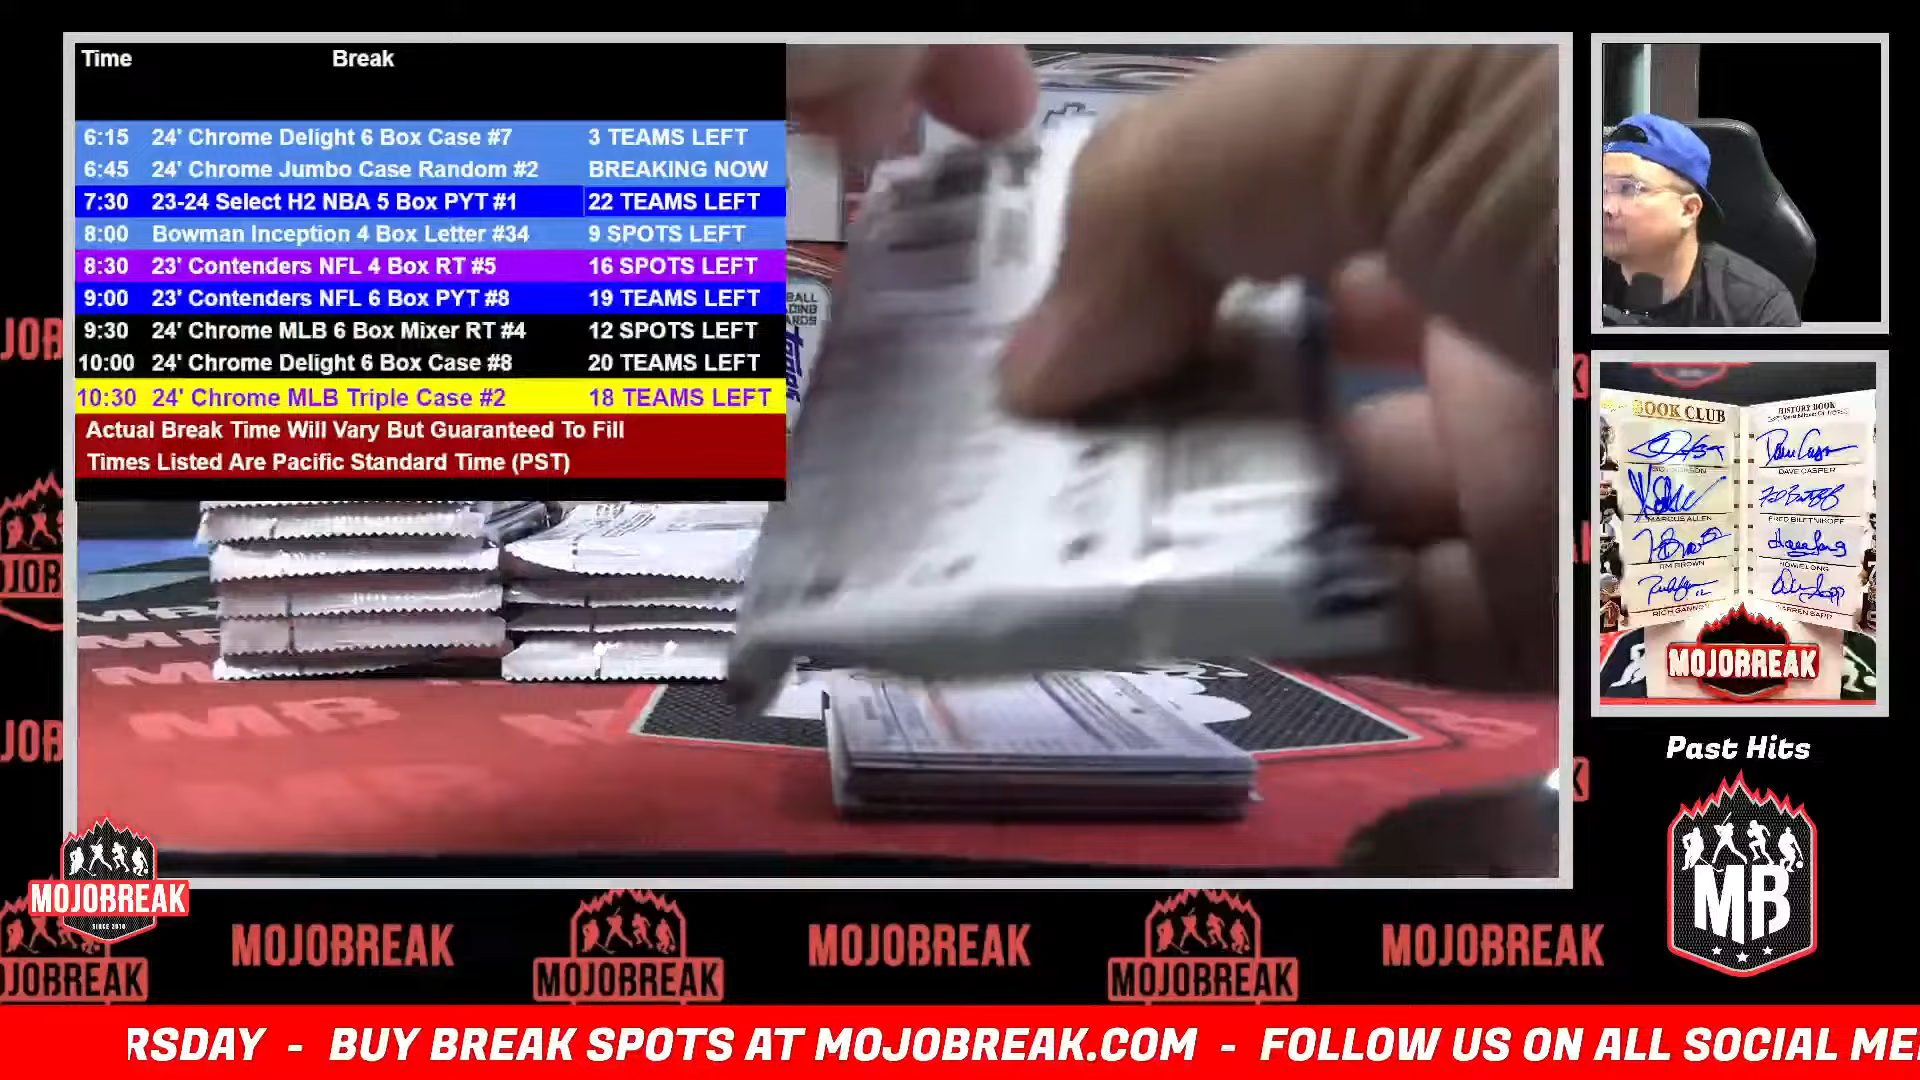 Time Break
6:15 24' Chrome Delight 6 Box Case #7 3 TEAMS LEFT
6:45 24' Chrome Jumbo Case Random #2 BREAKING NOW
7:30 23-24 Select H2 NBA 5 Box PYT #1 22 TEAMS LEFT
8:00 Bowman Inception 4 Box Letter #34 9 SPOTS LEFT
8:30 23' Contenders NFL 4 Box RT #5 16 SPOTS LEFT
9:00 23' Contenders NFL 6 Box PYT #8 19 TEAMS LEFT
9:30 24' Chrome MLB 6 Box Mixer RT #4 12 SPOTS LEFT
10:00 24' Chrome Delight 6 Box Case #8 20 TEAMS LEFT
10:30 24' Chrome MLB Triple Case #2 18 TEAMS LEFT
Actual Break Time Will Vary But Guaranteed To Fill
Times Listed Are Pacific Standard Time (PST)
BOOK CLUB
HISTORY BOOK
DAVE CASPER
MARCUS ALLEN
FRED BILETNIKOFF
TIM BROWN
HOWIE LONG
RICH GANNON
WARREN SAPP
MOJOBREAK
Past Hits
MB
MOJOBREAK
SINCE 2010
MOJOBREAK
MOJOBREAK
MOJOBREAK
MOJOBREAK
MOJOBREAK
RSDAY - BUY BREAK SPOTS AT MOJOBREAK.COM - FOLLOW US ON ALL SOCIAL ME